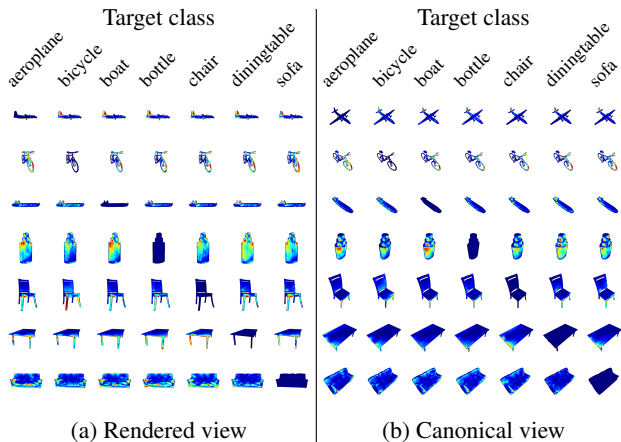 Target class
aeroplane
bicycle
boat
bottle
chair
diningtable
sofa
(a) Rendered view
Target class
aeroplane
bicycle
boat
bottle
chair
diningtable
sofa
(b) Canonical view